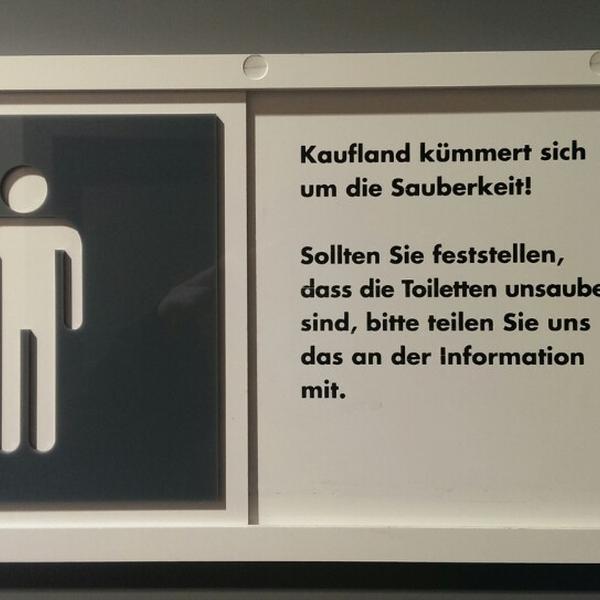 Kaufland kümmert sich
um die Sauberkeit!
Sollten Sie feststellen,
dass die Toiletten unsaube
sind, bitte teilen Sie uns
das an der Information
mit.